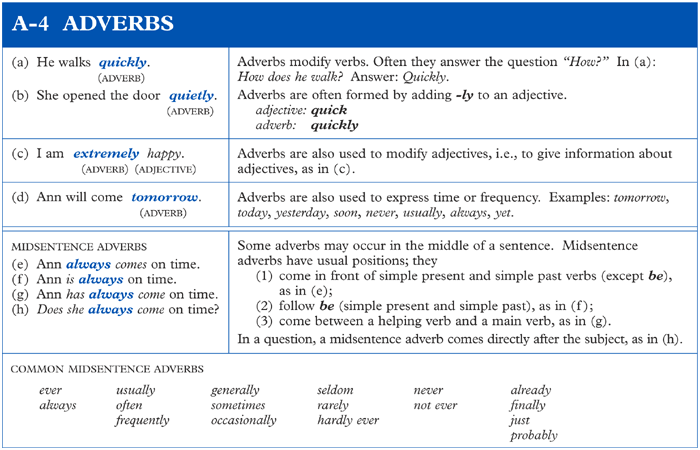 A-4 ADVERBS
(a) He walks quickly.
(ADVERB)
(b) She opened the door quietly.
(ADVERB)
Adverbs modify verbs. Often they answer the question “How?” In (a):
How does he walk? Answer: Quickly.
Adverbs are often formed by adding -ly to an adjective.
adjective: quick
adverb: quickly
(c) I am extremely happy.
(ADVERB) (ADJECTIVE)
Adverbs are also used to modify adjectives, i.e., to give information about
adjectives, as in (c).
(d) Ann will come tomorrow.
(ADVERB)
Adverbs are also used to express time or frequency. Examples: tomorrow,
today, yesterday, soon, never, usually, always, yet.
MIDSENTENCE ADVERBS
(e) Ann always comes on time.
(f) Ann is always on time.
(g) Ann has always come on time.
(h) Does she always come on time?
Some adverbs may occur in the middle of a sentence. Midsentence
adverbs have usual positions; they
(1) come in front of simple present and simple past verbs (except be),
as in (e);
(2) follow be (simple present and simple past), as in (f);
(3) come between a helping verb and a main verb, as in (g).
In a question, a midsentence adverb comes directly after the subject, as in (h).
COMMON MIDSENTENCE ADVERBS
ever usually generally seldom never already
always often sometimes rarely not ever finally
frequently occasionally hardly ever just
probably